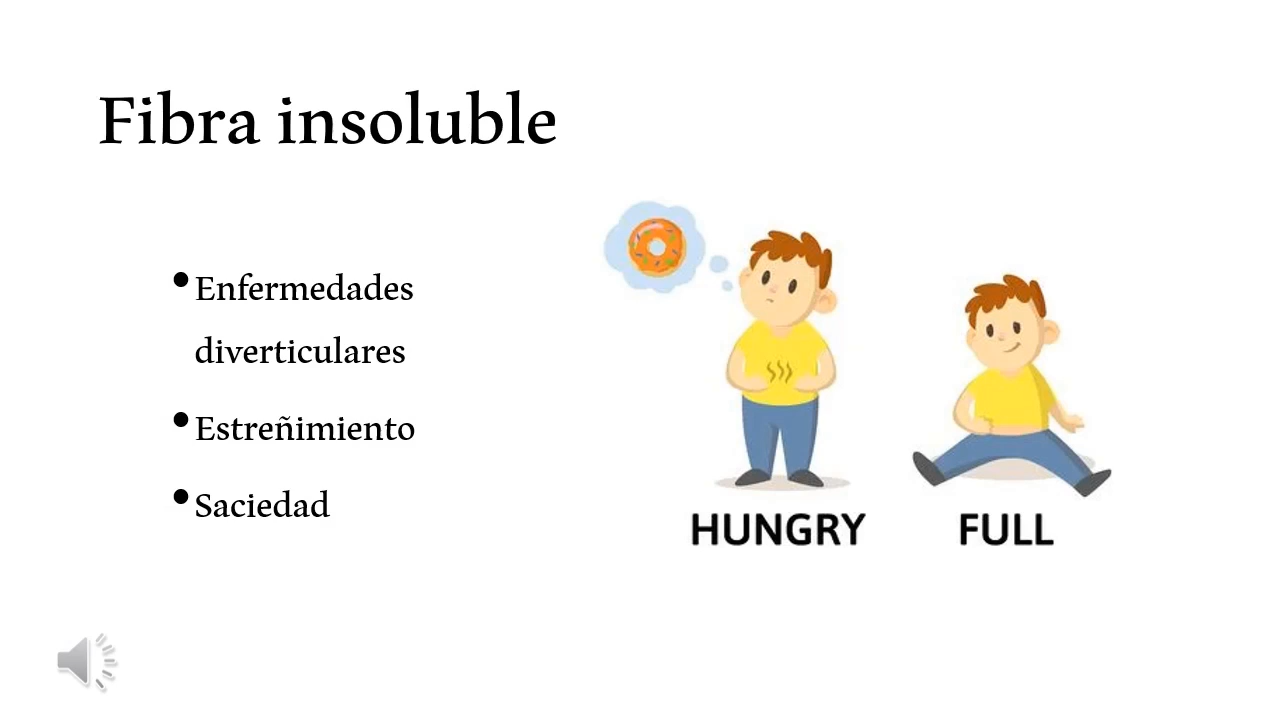 Fibra insoluble
•Enfermedades
diverticulares
•Estreñimiento
•Saciedad
HUNGRY
FULL